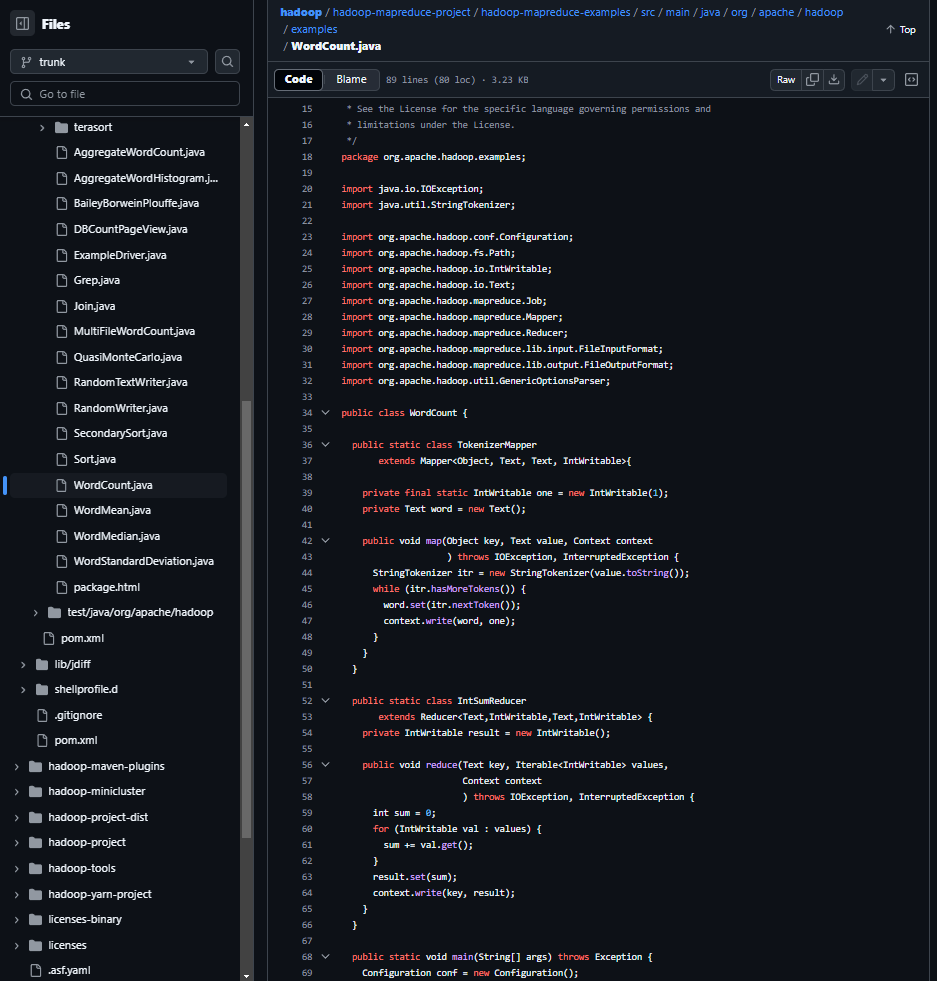 Files
trunk
Go to file
terasort
AggregateWordCount.java
AggregateWordHistogram.j...
BaileyBorweinPlouffe.java
DBCountPageView.java
ExampleDriver.java
Grep.java
Join.java
MultiFileWordCount.java
QuasiMonteCarlo.java
RandomTextWriter.java
RandomWriter.java
SecondarySort.java
Sort.java
WordCount.java
WordMean.java
WordMedian.java
WordStandardDeviation.java
package.html
test/java/org/apache/hadoop
pom.xml
lib/jdiff
shellprofile.d
.gitignore
pom.xml
hadoop-maven-plugins
hadoop-minicluster
hadoop-project-dist
hadoop-project
hadoop-tools
hadoop-yarn-project
licenses-binary
licenses
.asf.yaml
hadoop / hadoop-mapreduce-project / hadoop-mapreduce-examples / src / main / java / org / apache / hadoop
/ examples
/ WordCount.java
Top
Code Blame 89 lines (80 loc) · 3.23 KB Raw
15 * See the License for the specific language governing permissions and
16 * limitations under the License.
17 */
18 package org.apache.hadoop.examples;
19
20 import java.io.IOException;
21 import java.util.StringTokenizer;
22
23 import org.apache.hadoop.conf.Configuration;
24 import org.apache.hadoop.fs.Path;
25 import org.apache.hadoop.io.IntWritable;
26 import org.apache.hadoop.io.Text;
27 import org.apache.hadoop.mapreduce.Job;
28 import org.apache.hadoop.mapreduce.Mapper;
29 import org.apache.hadoop.mapreduce.Reducer;
30 import org.apache.hadoop.mapreduce.lib.input.FileInputFormat;
31 import org.apache.hadoop.mapreduce.lib.output.FileOutputFormat;
32 import org.apache.hadoop.util.GenericOptionsParser;
33
34 public class WordCount {
35
36 public static class TokenizerMapper
37 extends Mapper<Object, Text, Text, IntWritable>{
38
39 private final static IntWritable one = new IntWritable(1);
40 private Text word = new Text();
41
42 public void map(Object key, Text value, Context context
43 ) throws IOException, InterruptedException {
44 StringTokenizer itr = new StringTokenizer(value.toString());
45 while (itr.hasMoreTokens()) {
46 word.set(itr.nextToken());
47 context.write(word, one);
48 }
49 }
50 }
51
52 public static class IntSumReducer
53 extends Reducer<Text,IntWritable,Text,IntWritable> {
54 private IntWritable result = new IntWritable();
55
56 public void reduce(Text key, Iterable<IntWritable> values,
57 Context context
58 ) throws IOException, InterruptedException {
59 int sum = 0;
60 for (IntWritable val : values) {
61 sum += val.get();
62 }
63 result.set(sum);
64 context.write(key, result);
65 }
66 }
67
68 public static void main(String[] args) throws Exception {
69 Configuration conf = new Configuration();